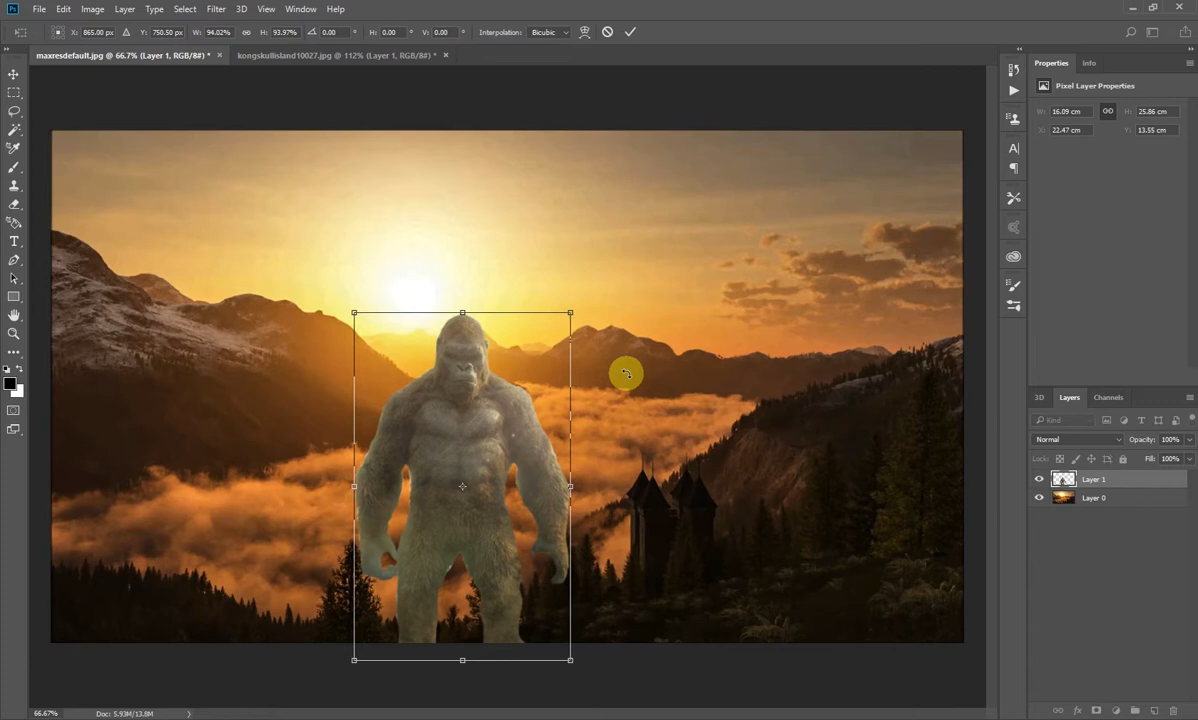 Ps File Edit Image Layer Type Select Filter 3D View Window Help
X: 865.00 px Y: 750.50 px W: 94.02% H: 93.97% 0.00 H: 0.00 V: 0.00 Interpolation: Bicubic
maxresdefault.jpg @ 66.7% (Layer 1, RGB/8#) * × kongskullisland10027.jpg @ 112% (Layer 1, RGB/8#) * ×
Properties Info
Pixel Layer Properties
W: 16.09 cm H: 25.86 cm
X: 22.47 cm Y: 13.55 cm
3D Layers Channels
Kind
Normal Opacity: 100%
Lock: Fill: 100%
Layer 1
Layer 0
66.67% Doc: 5.93M/13.8M